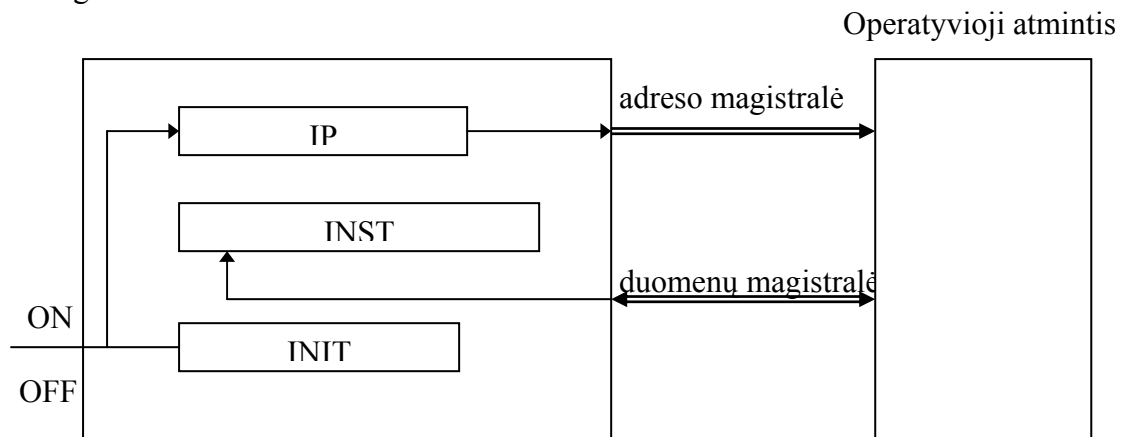 Operatyvioji atmintis
adreso magistralė
IP
INST
duomenų magistralė
ON
INIT
OFF